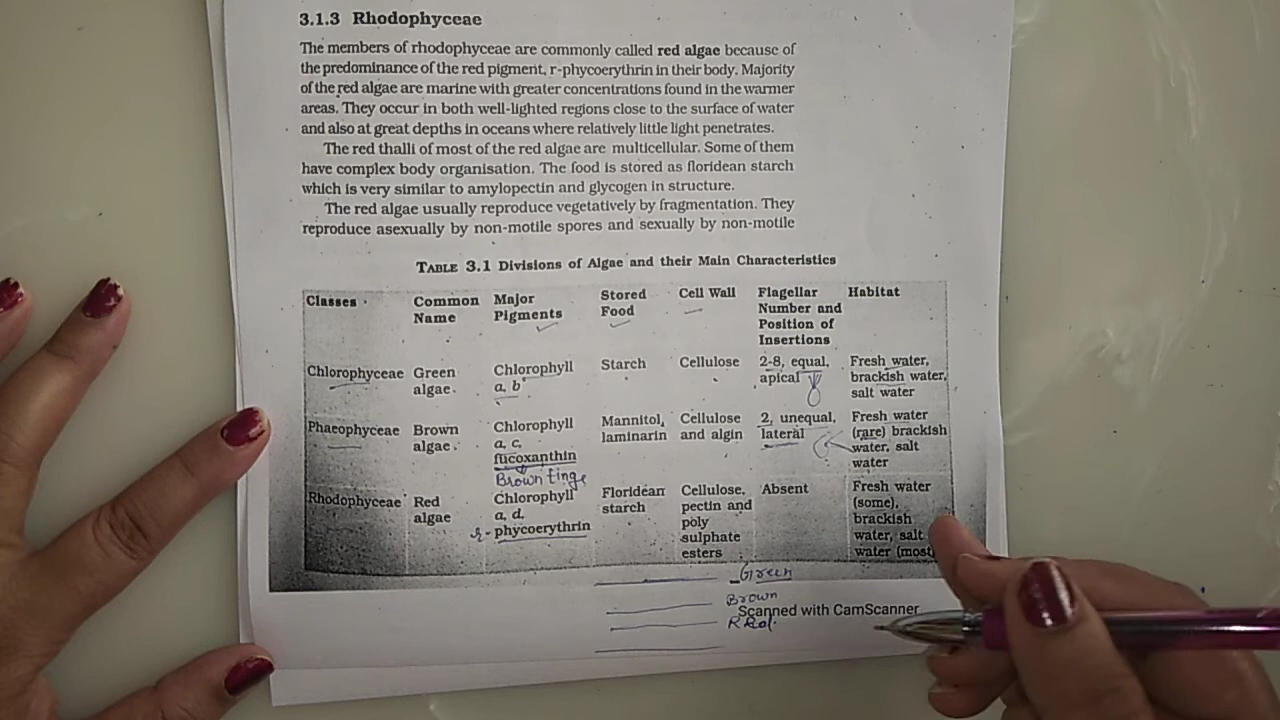 3.1.3 Rhodophyceae
The members of rhodophyceae are commonly called red algae because of
the predominance of the red pigment, r-phycoerythrin in their body. Majority
of the red algae are marine with greater concentrations found in the warmer
areas. They occur in both well-lighted regions close to the surface of water
and also at great depths in oceans where relatively little light penetrates.
The red thalli of most of the red algae are multicellular. Some of them
have complex body organisation. The food is stored as floridean starch
which is very similar to amylopectin and glycogen in structure.
The red algae usually reproduce vegetatively by fragmentation. They
reproduce asexually by non-motile spores and sexually by non-motile
TABLE 3.1 Divisions of Algae and their Main Characteristics
Classes Common Name Major Pigments Stored Food Cell Wall Flagellar Number and Position of Insertions Habitat
Chlorophyceae Green algae Chlorophyll a, b Starch Cellulose 2-8, equal, apical Fresh water, brackish water, salt water
Phaeophyceae Brown algae Chlorophyll a, c, fucoxanthin Mannitol, laminarin Cellulose and algin 2, unequal, lateral Fresh water (rare) brackish water, salt water
Brown tinge
Rhodophyceae Red algae Chlorophyll a, d, r- phycoerythrin Floridean starch Cellulose, pectin and poly sulphate esters Absent Fresh water (some), brackish water, salt water (most)
Green
Brown
Scanned with CamScanner
Red.